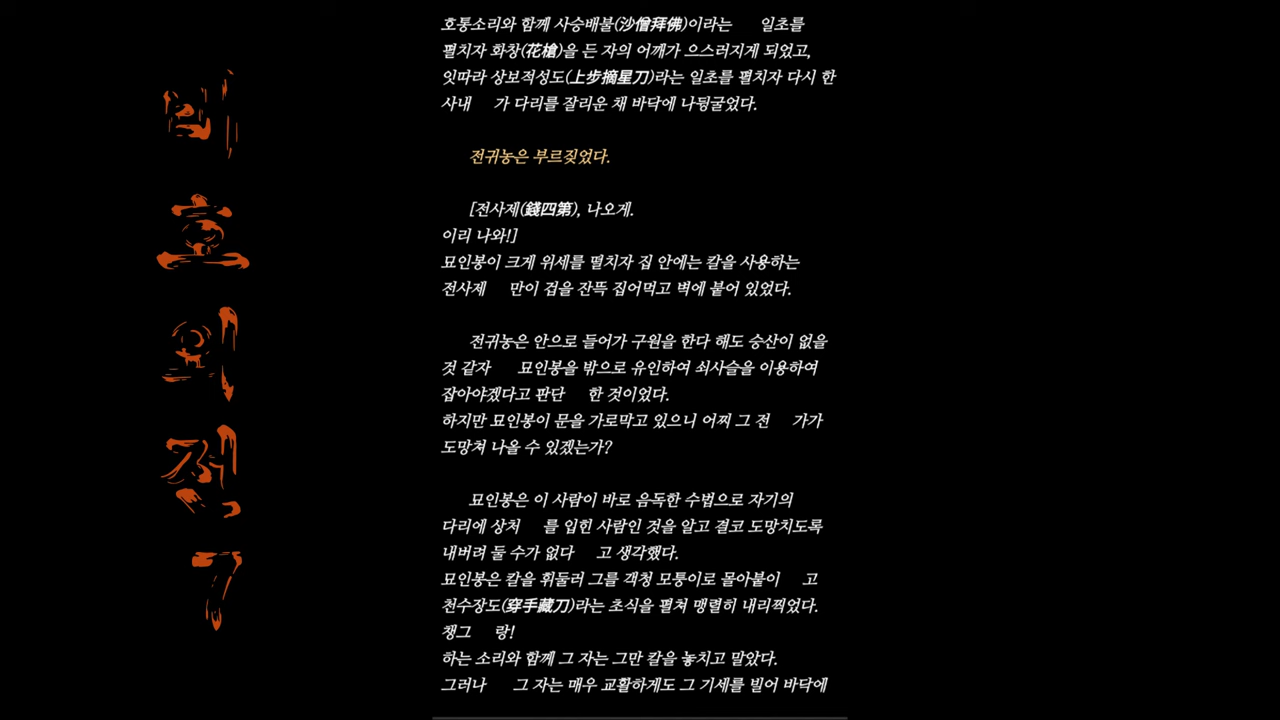 비
호
외
전
7
호통소리와 함께 사승배불(沙僧拜佛)이라는 일초를
펼치자 화창(花槍)을 든 자의 어깨가 으스러지게 되었고,
잇따라 상보적성도(上步摘星刀)라는 일초를 펼치자 다시 한
사내 가 다리를 잘리운 채 바닥에 나뒹굴었다.
전귀농은 부르짖었다.
[전사제(錢四第), 나오게.
이리 나와!]
묘인봉이 크게 위세를 떨치자 집 안에는 칼을 사용하는
전사제 만이 겁을 잔뜩 집어먹고 벽에 붙어 있었다.
전귀농은 안으로 들어가 구원을 한다 해도 승산이 없을
것 같자 묘인봉을 밖으로 유인하여 쇠사슬을 이용하여
잡아야겠다고 판단 한 것이었다.
하지만 묘인봉이 문을 가로막고 있으니 어찌 그 전 가가
도망쳐 나올 수 있겠는가?
묘인봉은 이 사람이 바로 음독한 수법으로 자기의
다리에 상처 를 입힌 사람인 것을 알고 결코 도망치도록
내버려 둘 수가 없다 고 생각했다.
묘인봉은 칼을 휘둘러 그를 객청 모퉁이로 몰아붙이 고
천수장도(穿手藏刀)라는 초식을 펼쳐 맹렬히 내리찍었다.
챙그 랑!
하는 소리와 함께 그 자는 그만 칼을 놓치고 말았다.
그러나 그 자는 매우 교활하게도 그 기세를 빌어 바닥에